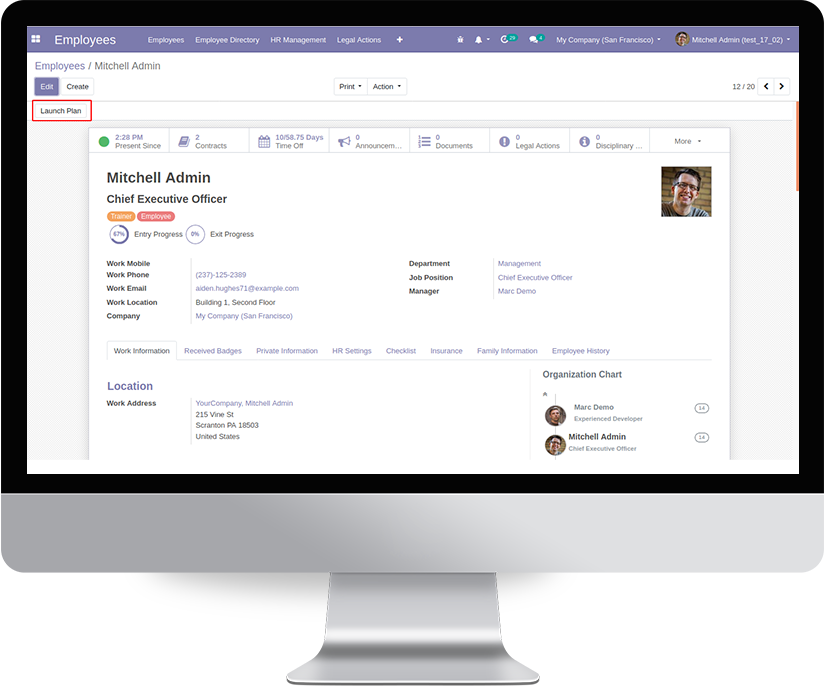 Employees Employees Employee Directory HR Management Legal Actions + 29 4 My Company (San Francisco) Mitchell Admin (test_17_02)
Employees / Mitchell Admin
Edit Create Print Action 12 / 20
Launch Plan
2:28 PM 2 10/58.75 Days 0 0 0 0 More
Present Since Contracts Time Off Announcem... Documents Legal Actions Disciplinary ...
Mitchell Admin
Chief Executive Officer
Trainer Employee
67% Entry Progress 0% Exit Progress
Work Mobile Department Management
Work Phone (237)-125-2389 Job Position Chief Executive Officer
Work Email aiden.hughes71@example.com Manager Marc Demo
Work Location Building 1, Second Floor
Company My Company (San Francisco)
Work Information Received Badges Private Information HR Settings Checklist Insurance Family Information Employee History
Location Organization Chart
Work Address YourCompany, Mitchell Admin
215 Vine St
Scranton PA 18503
United States
Marc Demo 14
Experienced Developer
Mitchell Admin 14
Chief Executive Officer